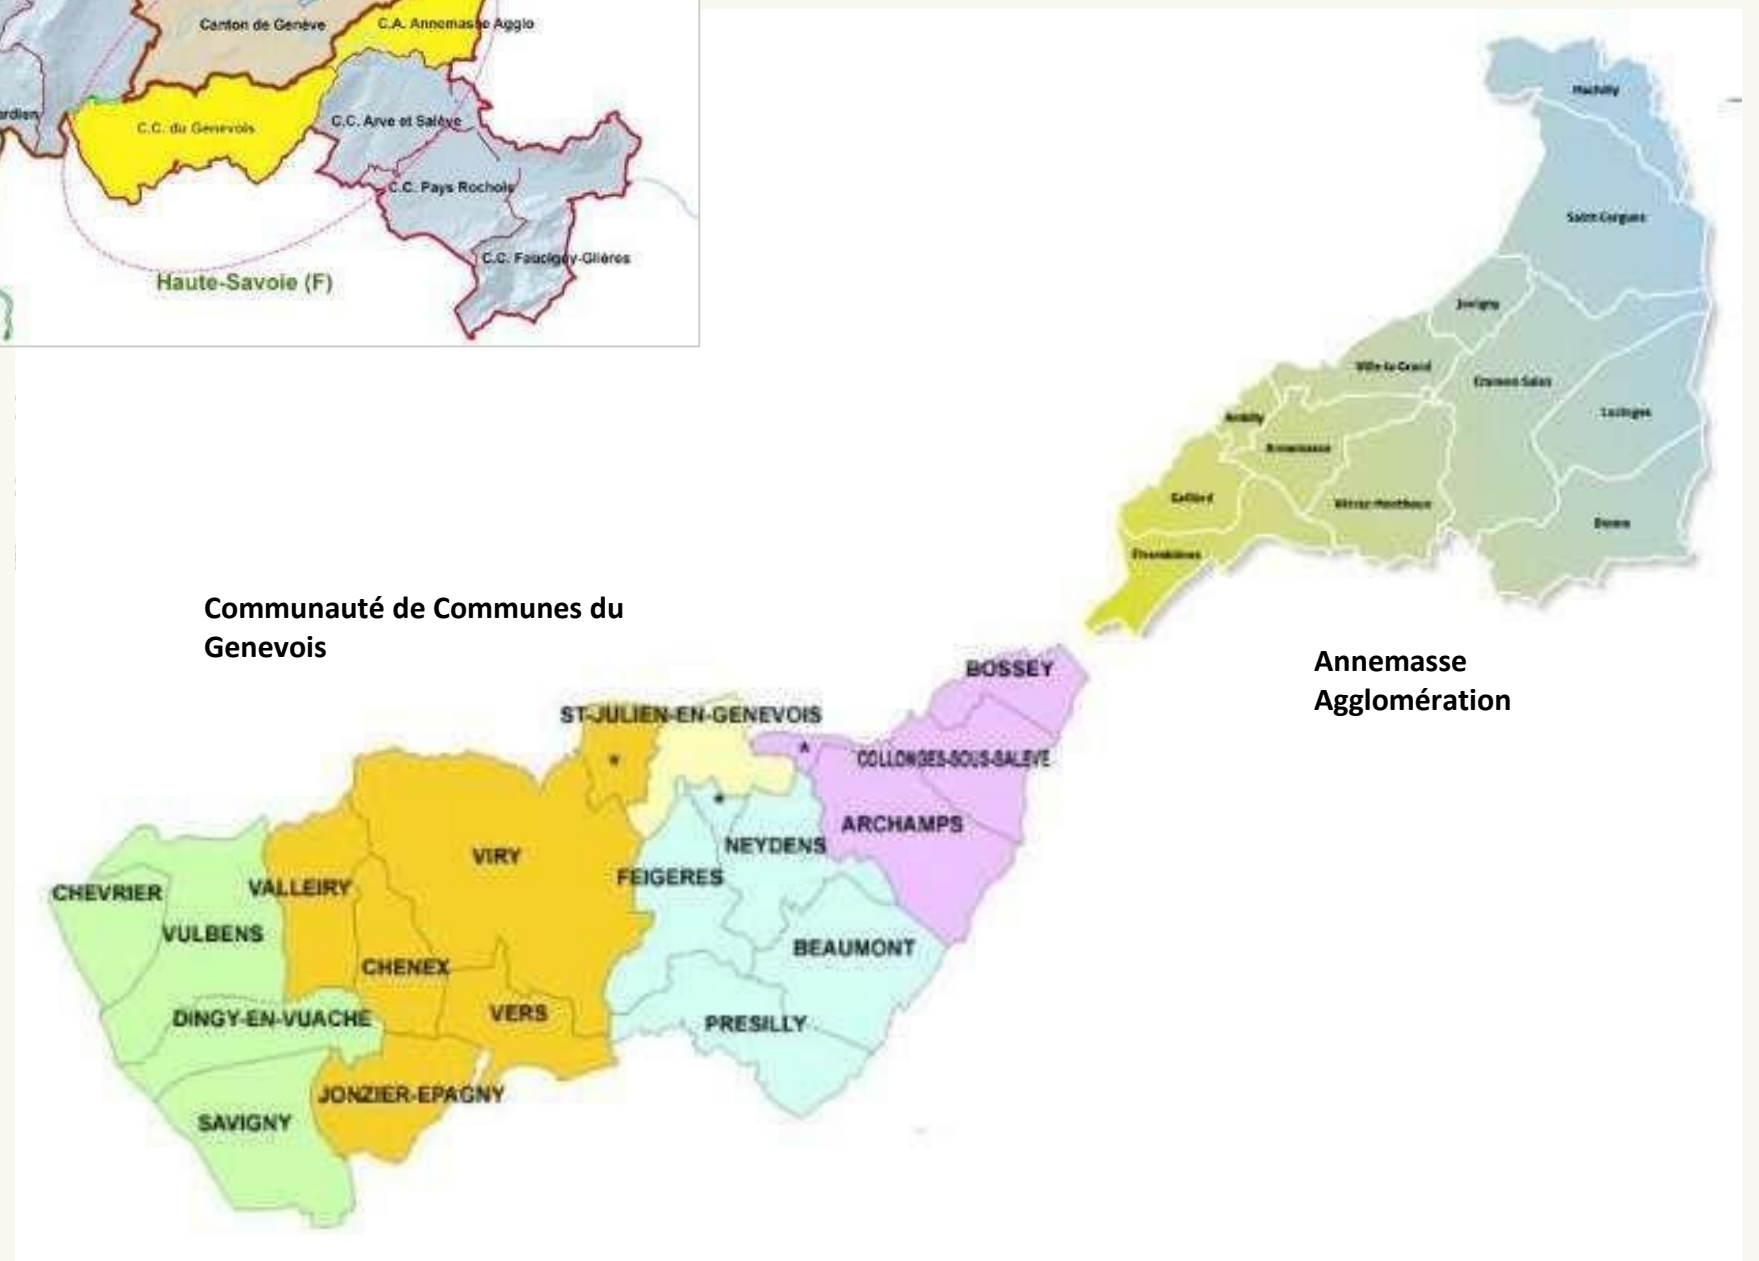 Canton de Genève
C.A. Annemasse Agglo
C.C. du Genevois
C.C. Arve et Salève
C.C. Pays Rochois
C.C. Faucigny-Glières
Haute-Savoie (F)
Machilly
Saint-Cergues
Juvigny
Ville-la-Grand
Cranves-Sales
Lucinges
Ambilly
Annemasse
Gaillard
Vétraz-Monthoux
Bonne
Etrembières
Communauté de Communes du
Genevois
Annemasse
Agglomération
BOSSEY
ST-JULIEN-EN-GENEVOIS
*
*
*
COLLONGES-SOUS-SALEVE
ARCHAMPS
NEYDENS
VIRY
FEIGERES
CHEVRIER
VALLEIRY
VULBENS
BEAUMONT
CHENEX
DINGY-EN-VUACHE
VERS
PRESILLY
JONZIER-EPAGNY
SAVIGNY